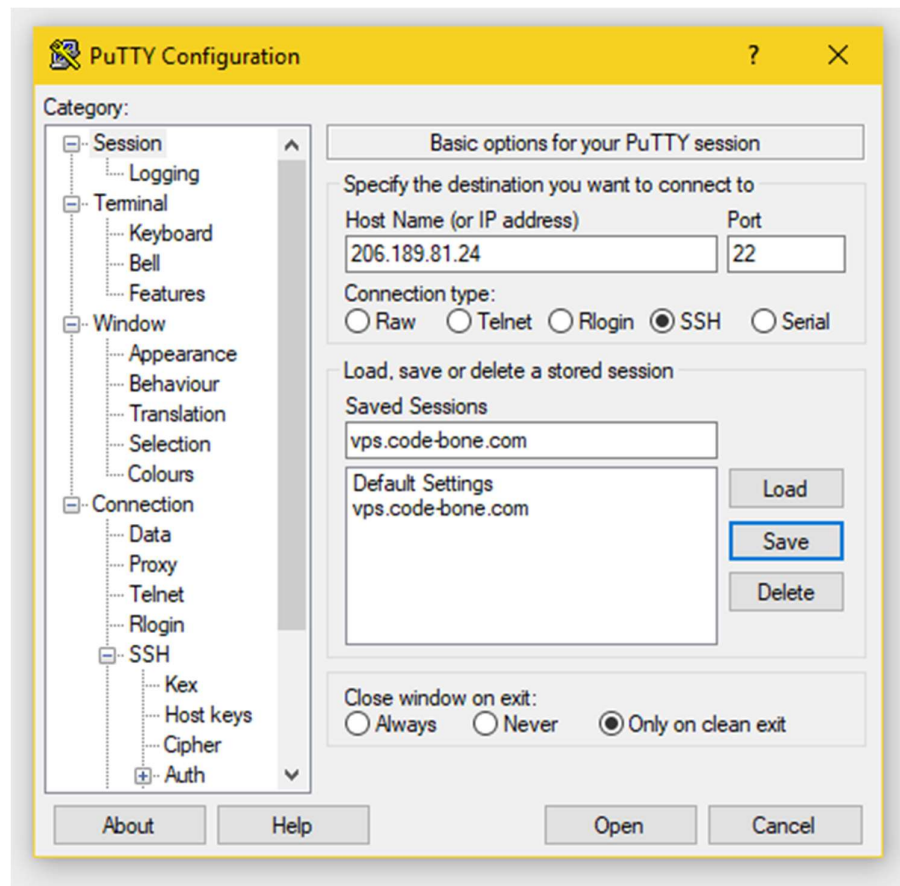 PuTTY Configuration
?
Category:
Session
Logging
Terminal
Keyboard
Bell
Features
Window
Appearance
Behaviour
Translation
Selection
Colours
Connection
Data
Proxy
Telnet
Rlogin
SSH
Kex
Host keys
Cipher
Auth
Basic options for your PuTTY session
Specify the destination you want to connect to
Host Name (or IP address) Port
206.189.81.24 22
Connection type:
Raw Telnet Rlogin SSH Serial
Load, save or delete a stored session
Saved Sessions
vps.code-bone.com
Default Settings
vps.code-bone.com
Load
Save
Delete
Close window on exit:
Always Never Only on clean exit
About Help Open Cancel